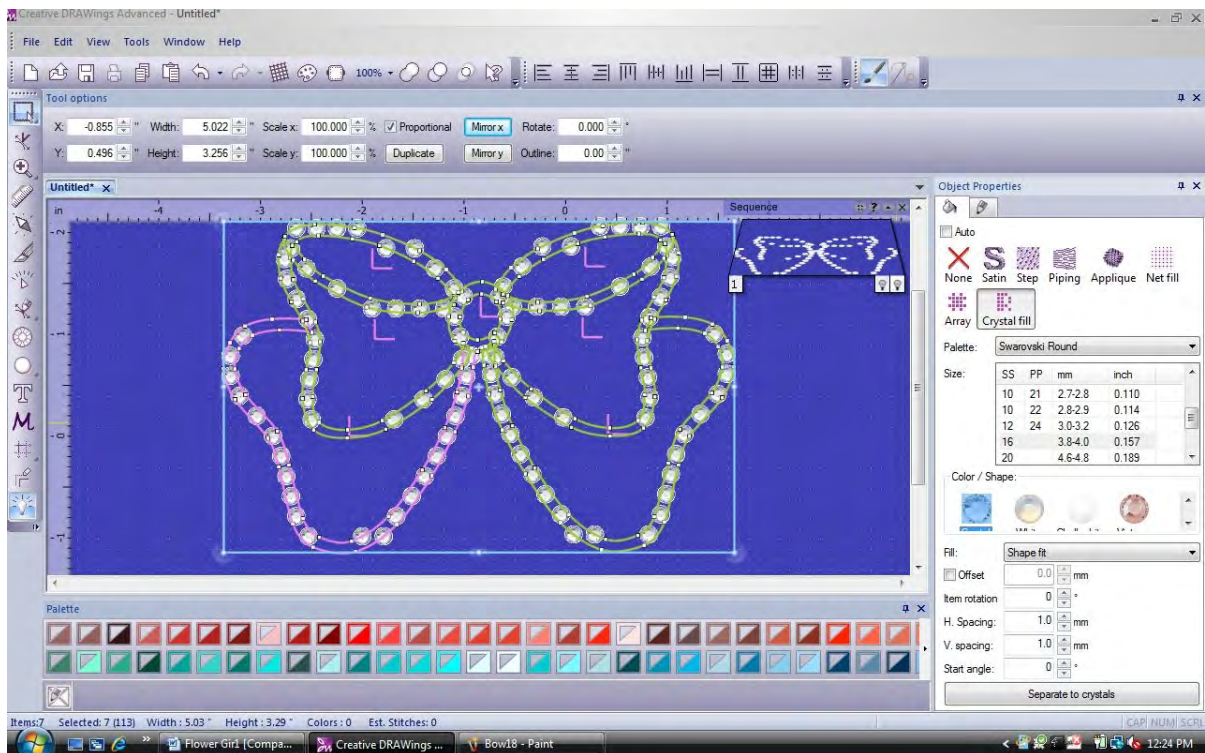 Creative DRAWings Advanced - Untitled*
File Edit View Tools Window Help
100%
Tool options
X: -0.855 " Width: 5.022 " Scale x: 100.000 % Proportional Mirror x Rotate: 0.000 °
Y: 0.496 " Height: 3.256 " Scale y: 100.000 % Duplicate Mirror y Outline: 0.00 "
Untitled*
in -4 -3 -2 -1 0 1
Sequence
1
-2
-1
-0
-1
Object Properties
Auto
None Satin Step Piping Applique Net fill
Array Crystal fill
Palette: Swarovski Round
Size: SS PP mm inch
10 21 2.7-2.8 0.110
10 22 2.8-2.9 0.114
12 24 3.0-3.2 0.126
16 3.8-4.0 0.157
20 4.6-4.8 0.189
Color / Shape:
Fill: Shape fit
Offset 0.0 mm
Item rotation 0 °
H. Spacing: 1.0 mm
V. spacing: 1.0 mm
Start angle: 0 °
Separate to crystals
Palette
Items:7 Selected: 7 (113) Width : 5.03 " Height : 3.29 " Colors : 0 Est. Stitches: 0
CAP NUM SCRL
Flower Girl [Compa... Creative DRAWings ... Bow18 - Paint 12:24 PM